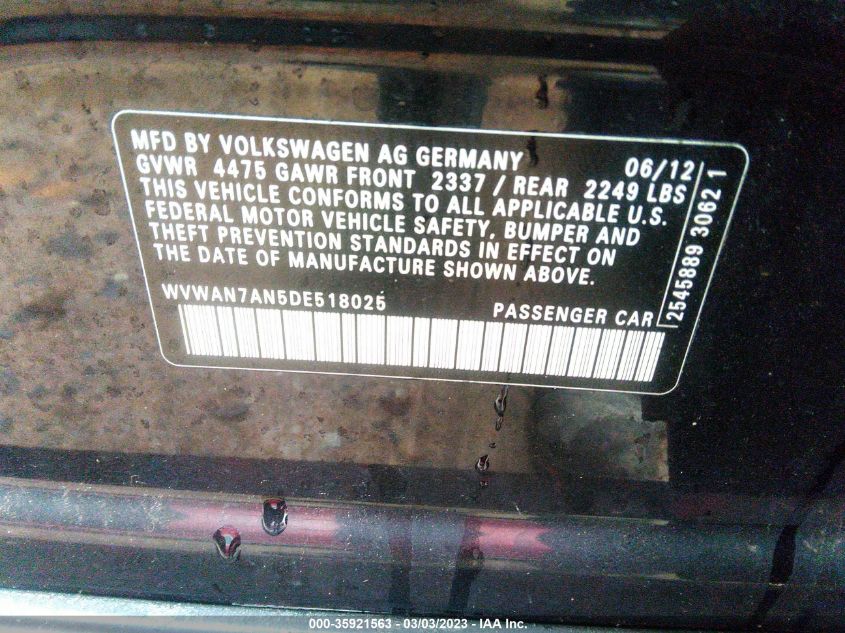 MFD BY VOLKSWAGEN AG GERMANY 06/12
GVWR 4475 GAWR FRONT 2337 / REAR 2249 LBS
THIS VEHICLE CONFORMS TO ALL APPLICABLE U.S.
FEDERAL MOTOR VEHICLE SAFETY, BUMPER AND
THEFT PREVENTION STANDARDS IN EFFECT ON
THE DATE OF MANUFACTURE SHOWN ABOVE.
WVWAN7AN5DE518025 PASSENGER CAR
2545889 3062 1
000-35921563 — 03/03/2023 - IAA Inc.